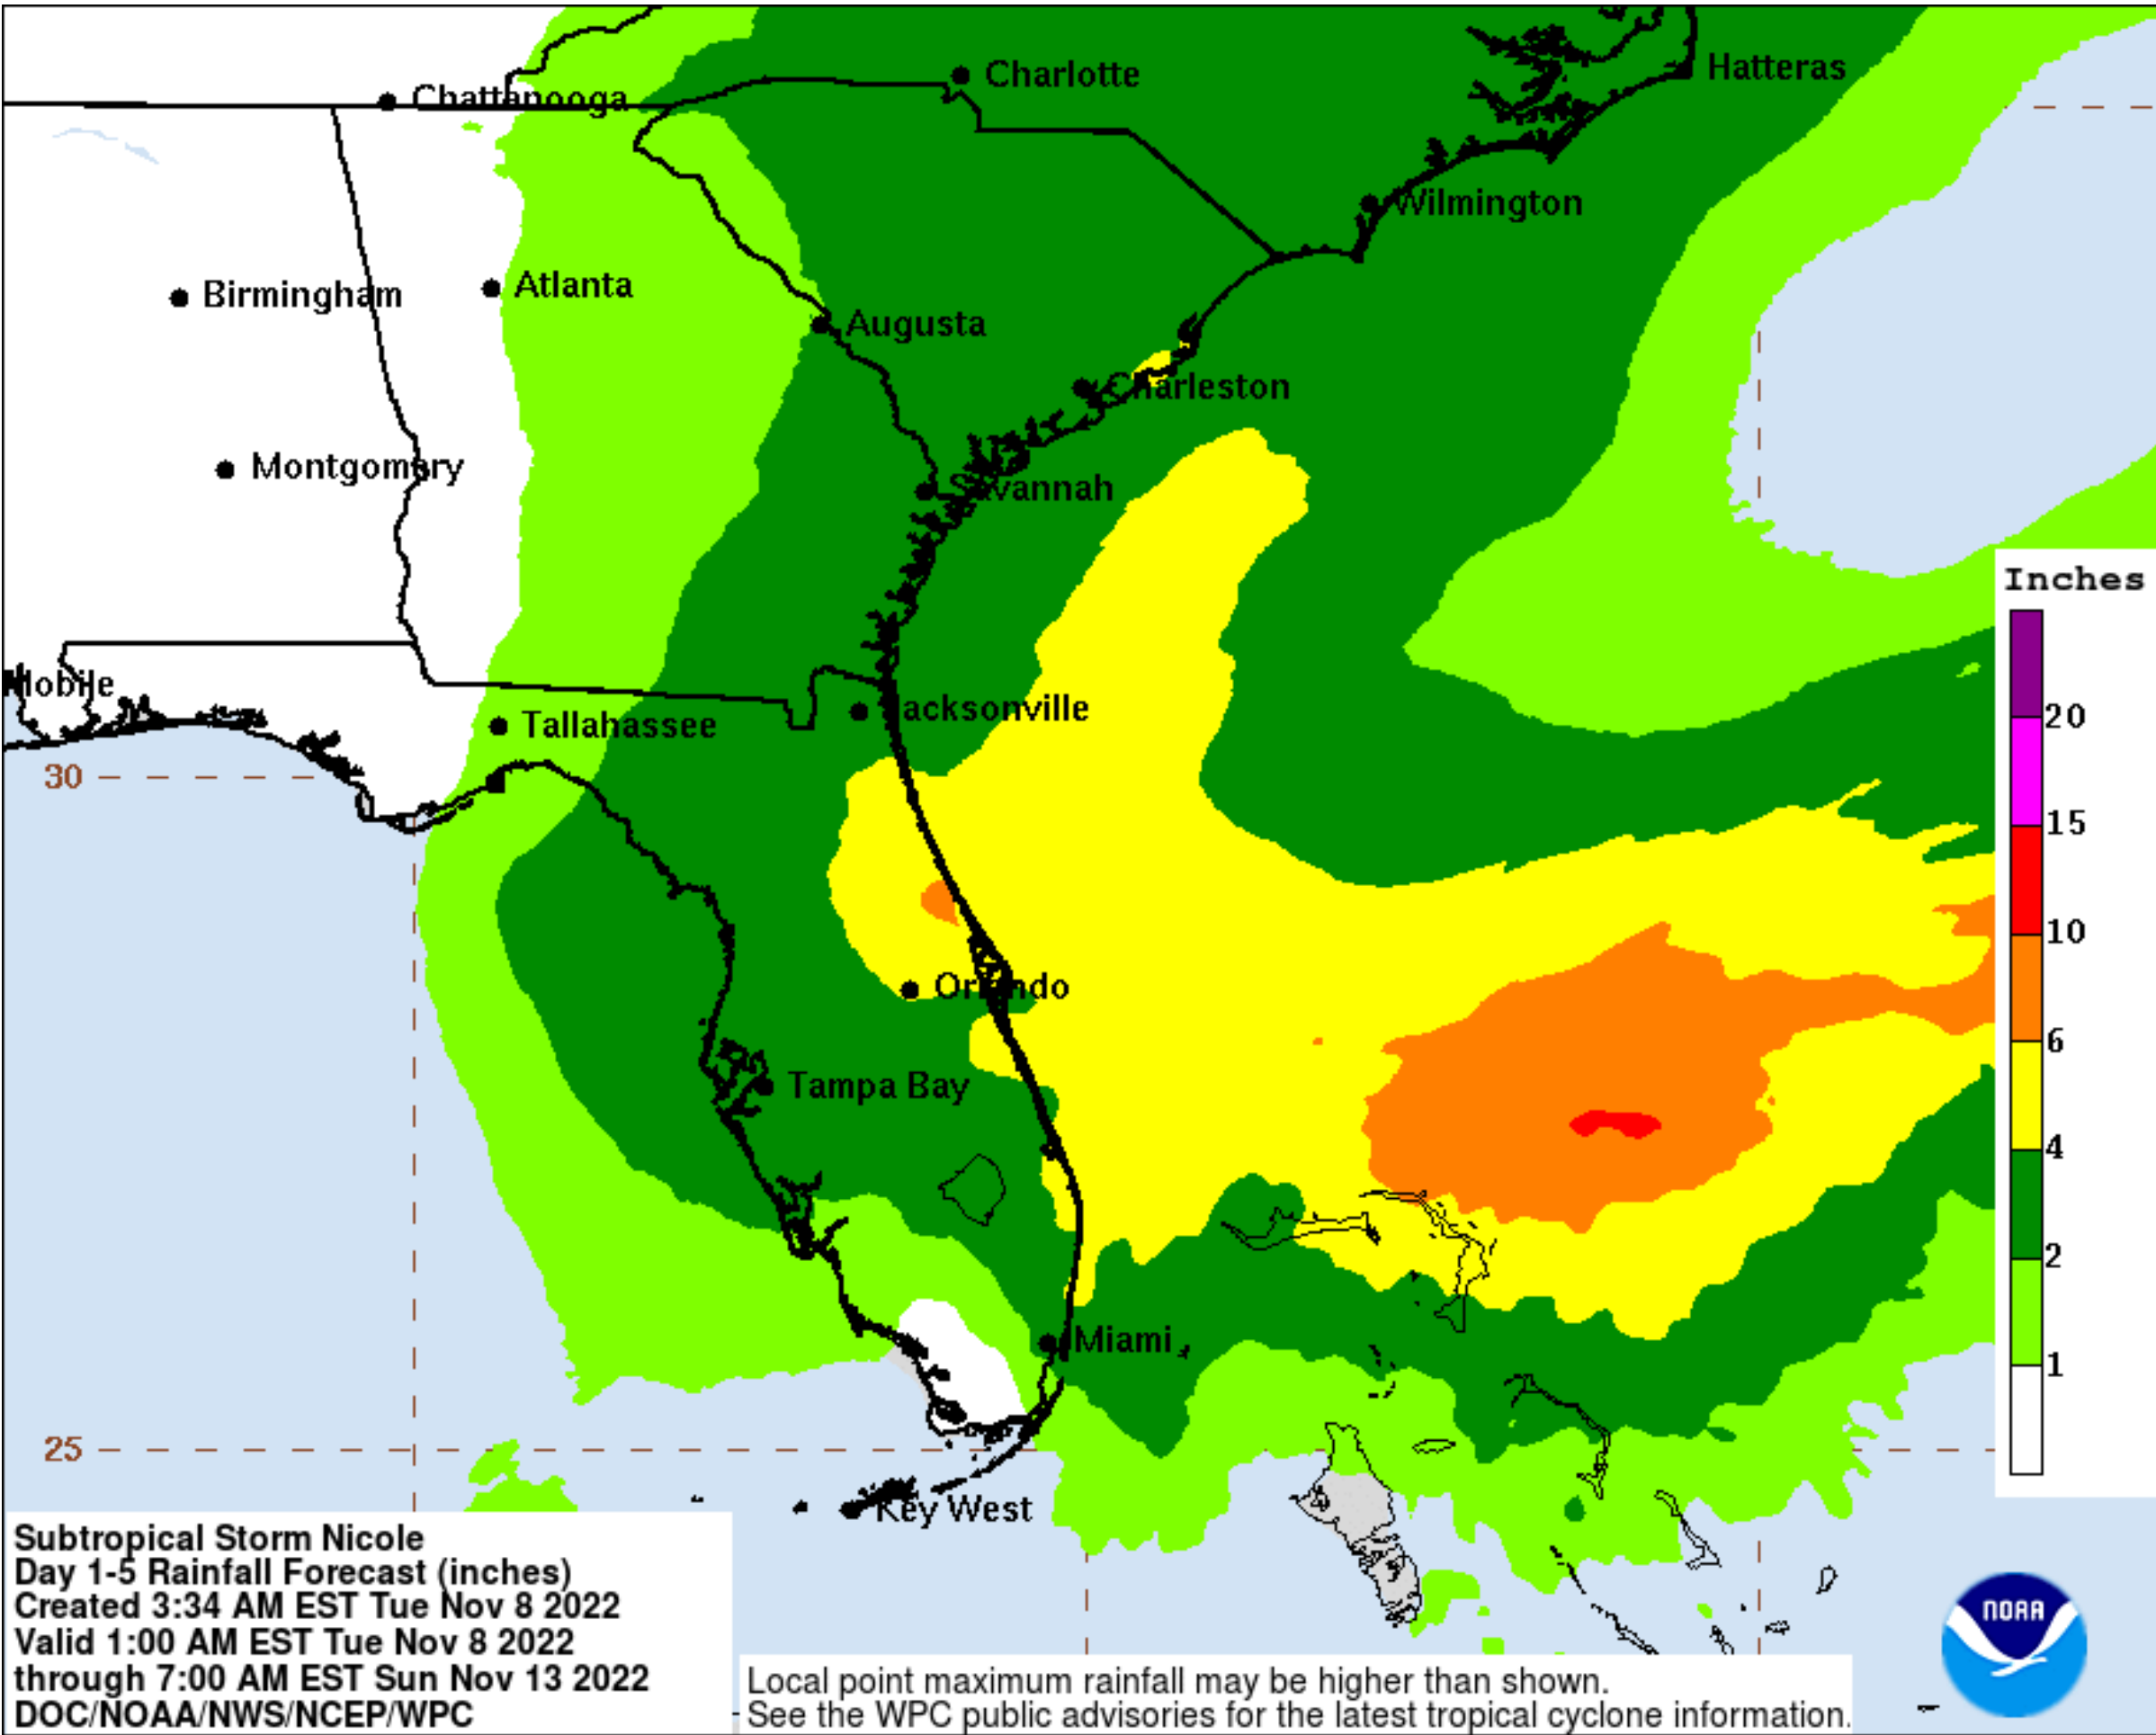 Charlotte
Hatteras
Chattanooga
Wilmington
Birmingham
Atlanta
Augusta
Charleston
Montgomery
Savannah
Inches
Mobile
Jacksonville
20
Tallahassee
30
15
10
Orlando
6
Tampa Bay
4
2
Miami
1
25
Key West
Subtropical Storm Nicole
Day 1-5 Rainfall Forecast (inches)
Created 3:34 AM EST Tue Nov 8 2022
Valid 1:00 AM EST Tue Nov 8 2022
through 7:00 AM EST Sun Nov 13 2022
DOC/NOAA/NWS/NCEP/WPC
Local point maximum rainfall may be higher than shown.
See the WPC public advisories for the latest tropical cyclone information.
NOAA